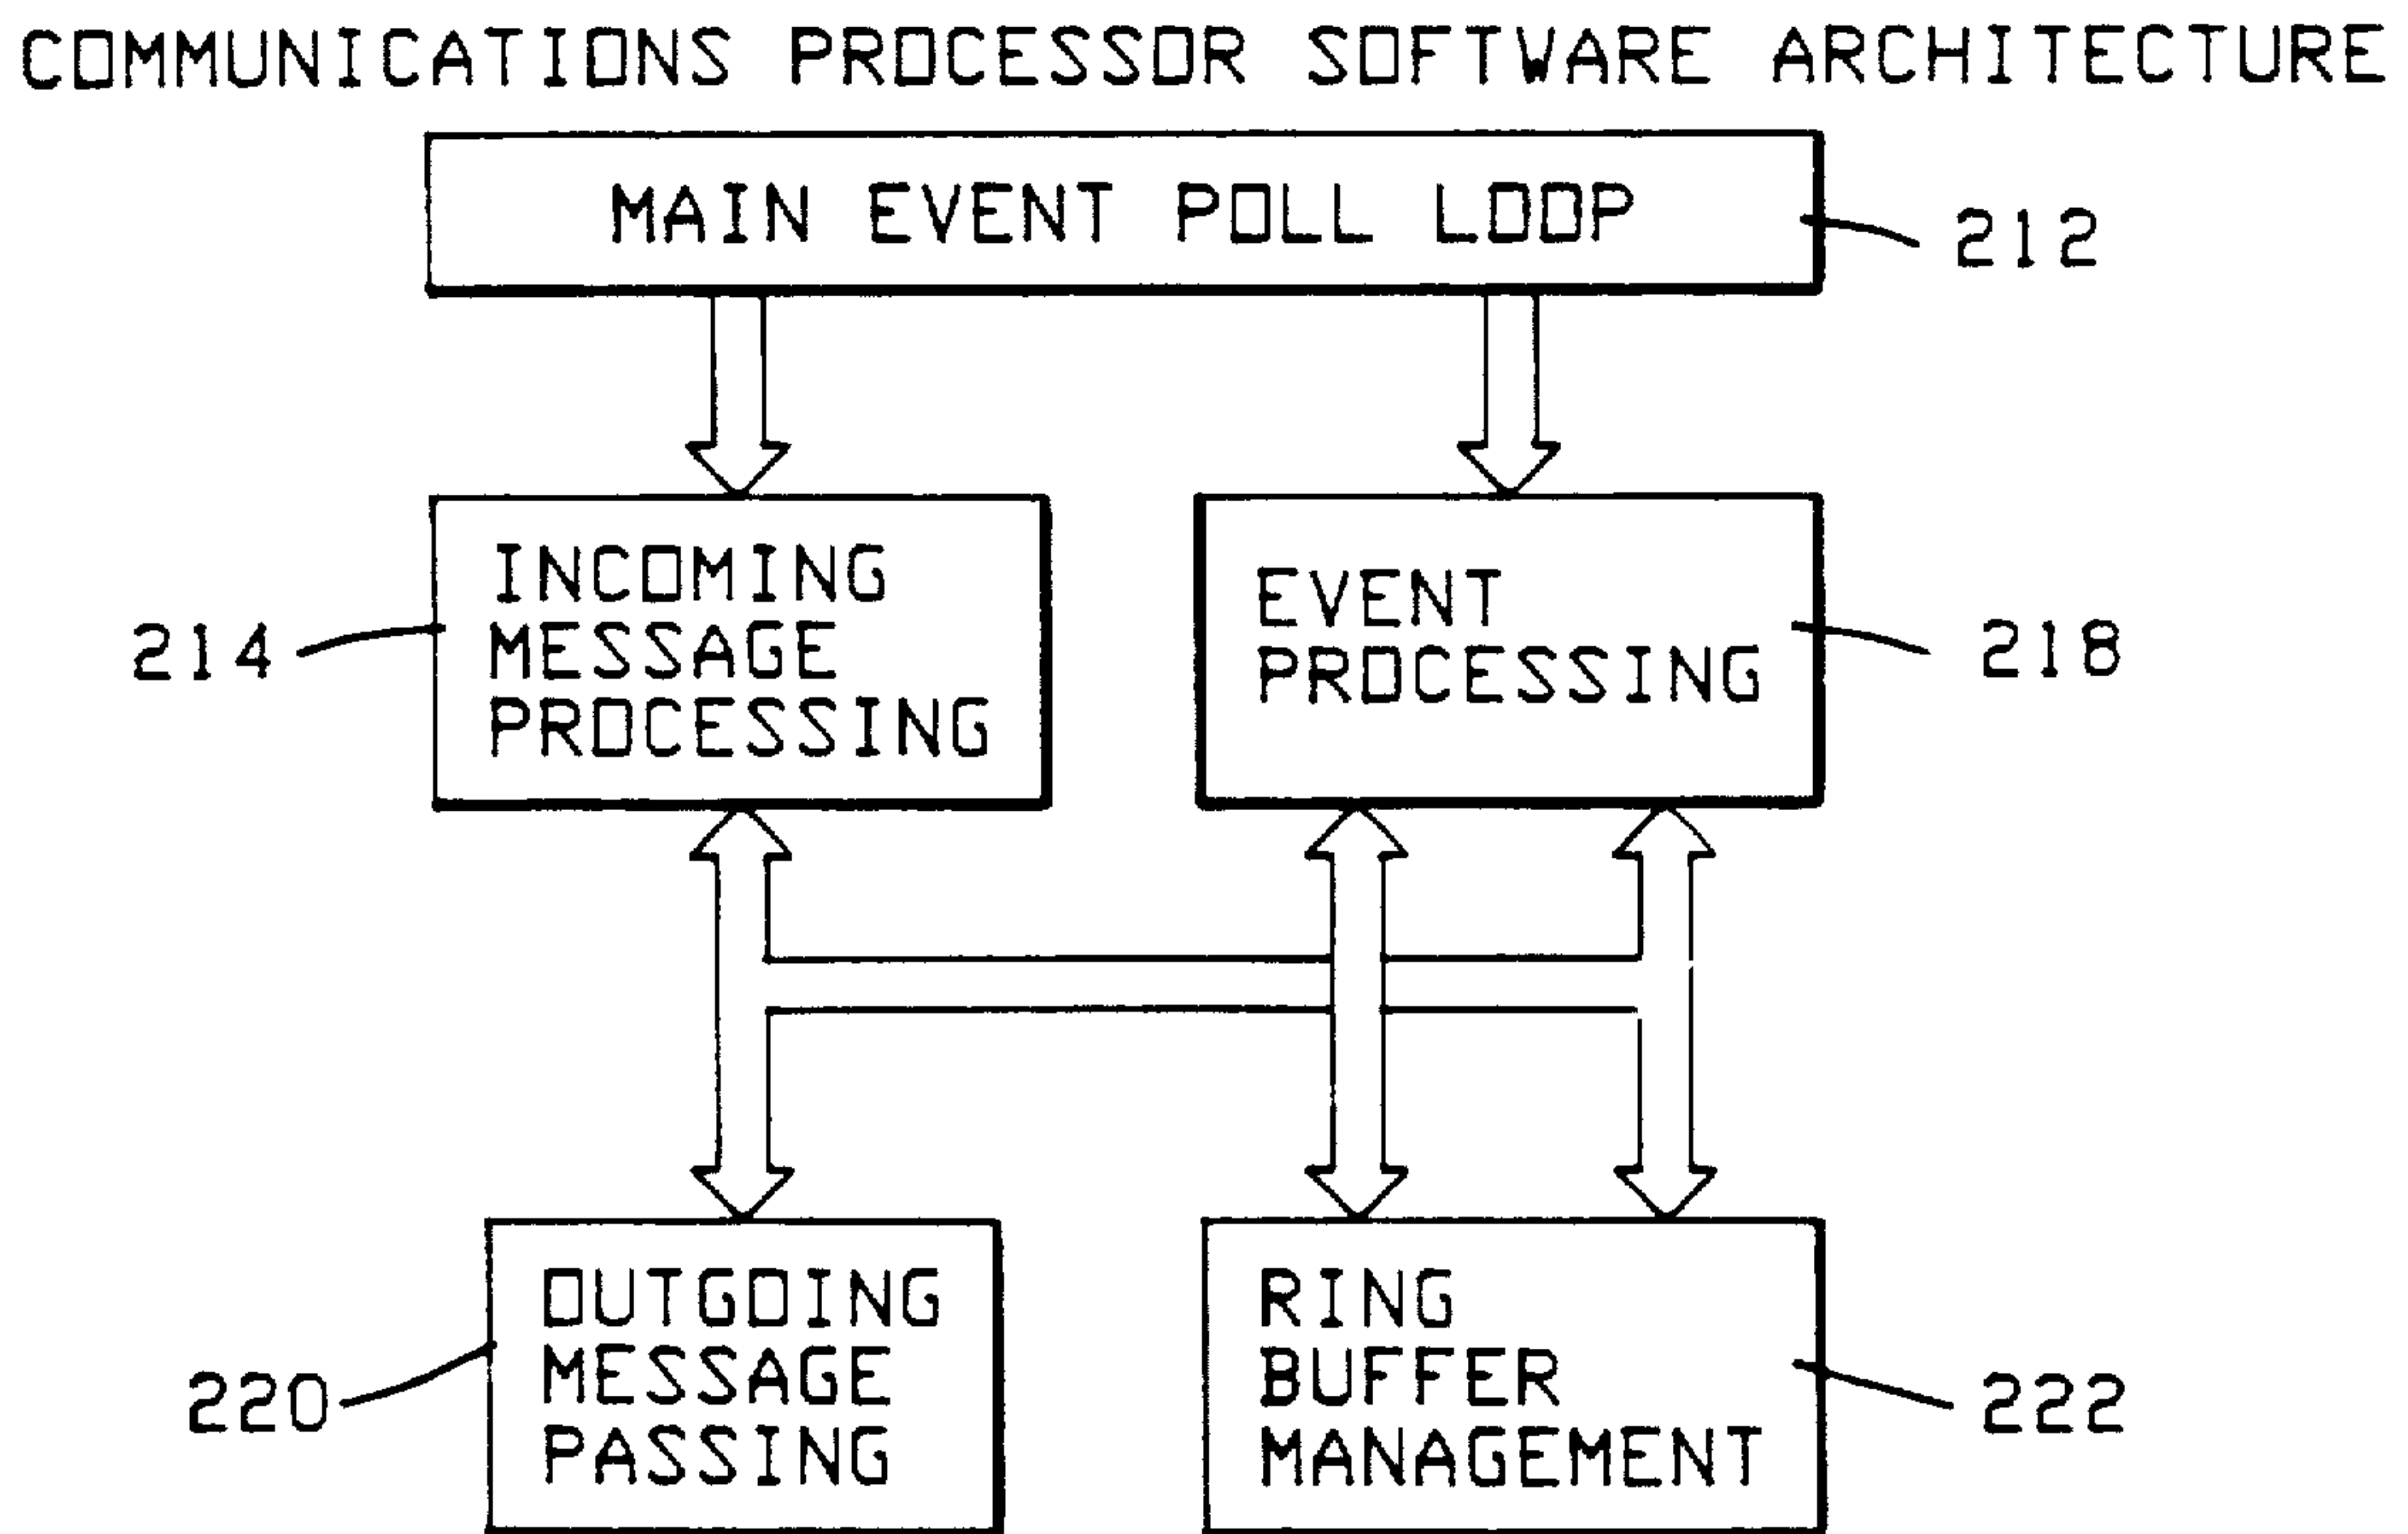 COMMUNICATIONS PROCESSOR SOFTWARE ARCHITECTURE
MAIN EVENT POLL LOOP
212
INCOMING
MESSAGE
PROCESSING
214
EVENT
PROCESSING
218
OUTGOING
MESSAGE
PASSING
220
RING
BUFFER
MANAGEMENT
222